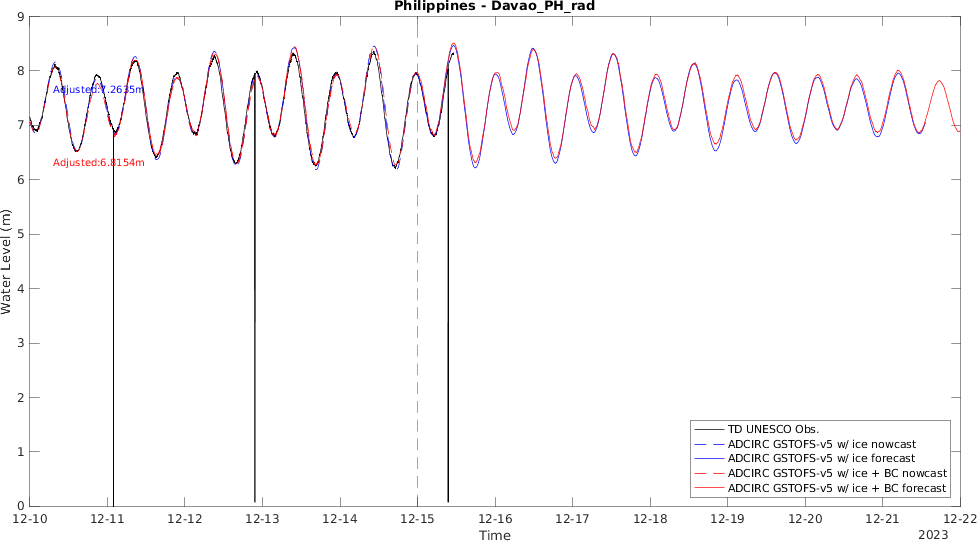 Philippines - Davao_PH_rad
9
8
7
6
5
4
3
2
1
0
Water Level (m)
Adjusted:7.2635m
Adjusted:6.8154m
TD UNESCO Obs.
ADCIRC GSTOFS-v5 w/ ice nowcast
ADCIRC GSTOFS-v5 w/ ice forecast
ADCIRC GSTOFS-v5 w/ ice + BC nowcast
ADCIRC GSTOFS-v5 w/ ice + BC forecast
12-10 12-11 12-12 12-13 12-14 12-15 12-16 12-17 12-18 12-19 12-20 12-21 12-22
Time
2023